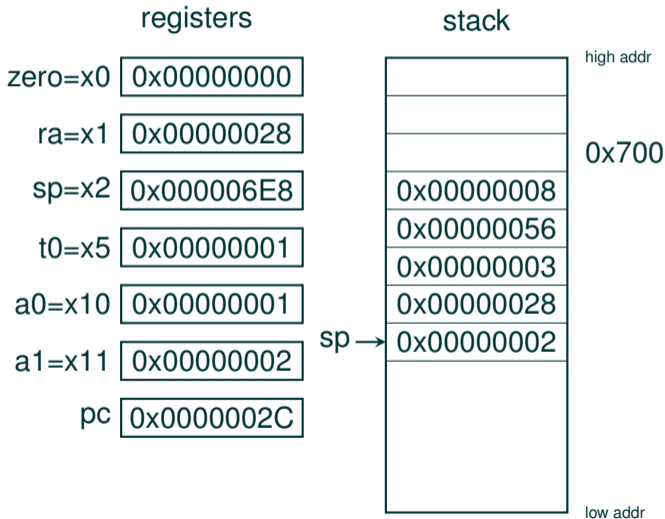 registers
zero=x0 0x00000000
ra=x1 0x00000028
sp=x2 0x000006E8
t0=x5 0x00000001
a0=x10 0x00000001
a1=x11 0x00000002
pc 0x0000002C
stack
high addr
0x700
0x00000008
0x00000056
0x00000003
0x00000028
sp 0x00000002
low addr